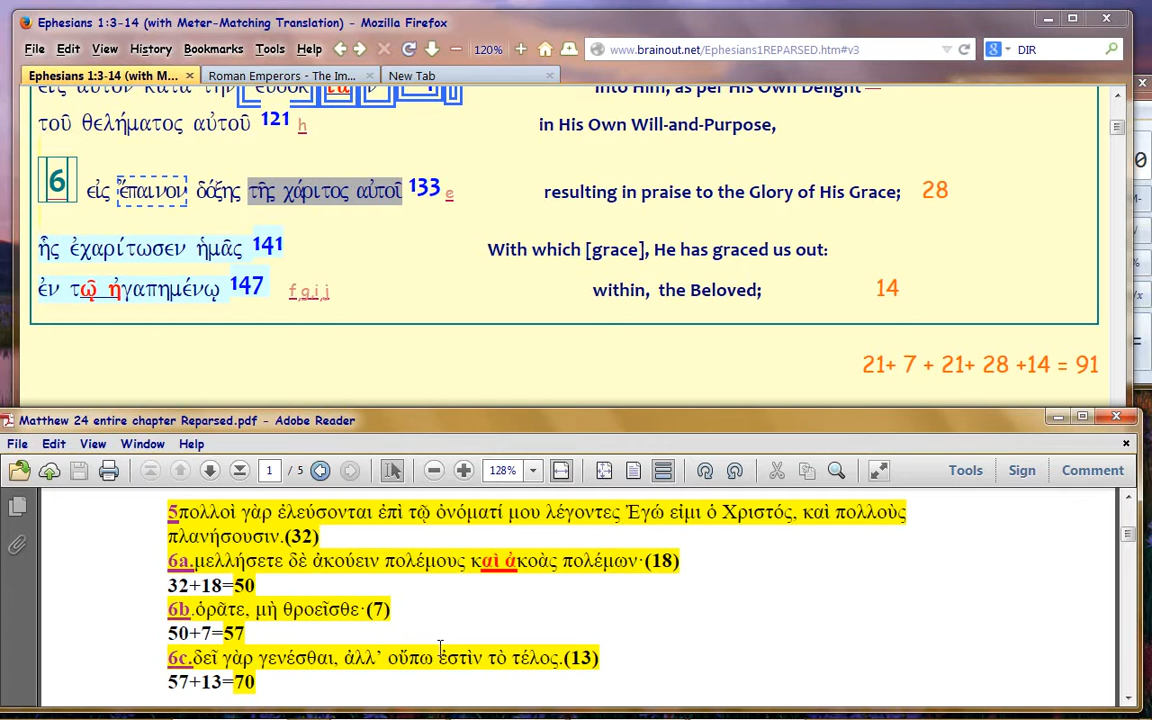 Ephesians 1:3-14 (with Meter-Matching Translation) - Mozilla Firefox
File Edit View History Bookmarks Tools Help 120% www.brainout.net/Ephesians1REPARSED.htm#v3 DIR
Ephesians 1:3-14 (with M... Roman Emperors - The Im... New Tab
εἰς αὐτὸν κατὰ τὴν into Him, as per His Own Delight —
τοῦ θελήματος αὐτοῦ 121 h in His Own Will-and-Purpose,
6 εἰς ἔπαινον δόξης τῆς χάριτος αὐτοῦ 133 e resulting in praise to the Glory of His Grace; 28
ἧς ἐχαρίτωσεν ἡμᾶς 141 With which [grace], He has graced us out:
ἐν τῷ ἠγαπημένῳ 147 f g,i j within, the Beloved; 14
21+ 7 + 21+ 28 +14 = 91
Matthew 24 entire chapter Reparsed.pdf - Adobe Reader
File Edit View Window Help
1 / 5 128% Tools Sign Comment
5πολλοὶ γὰρ ἐλεύσονται ἐπὶ τῷ ὀνόματί μου λέγοντες Ἐγώ εἰμι ὁ Χριστός, καὶ πολλοὺς
πλανήσουσιν.(32)
6a.μελλήσετε δὲ ἀκούειν πολέμους καὶ ἀκοὰς πολέμων·(18)
32+18=50
6b.ὁρᾶτε, μὴ θροεῖσθε·(7)
50+7=57
6c.δεῖ γὰρ γενέσθαι, ἀλλ’ οὔπω ἐστὶν τὸ τέλος.(13)
57+13=70